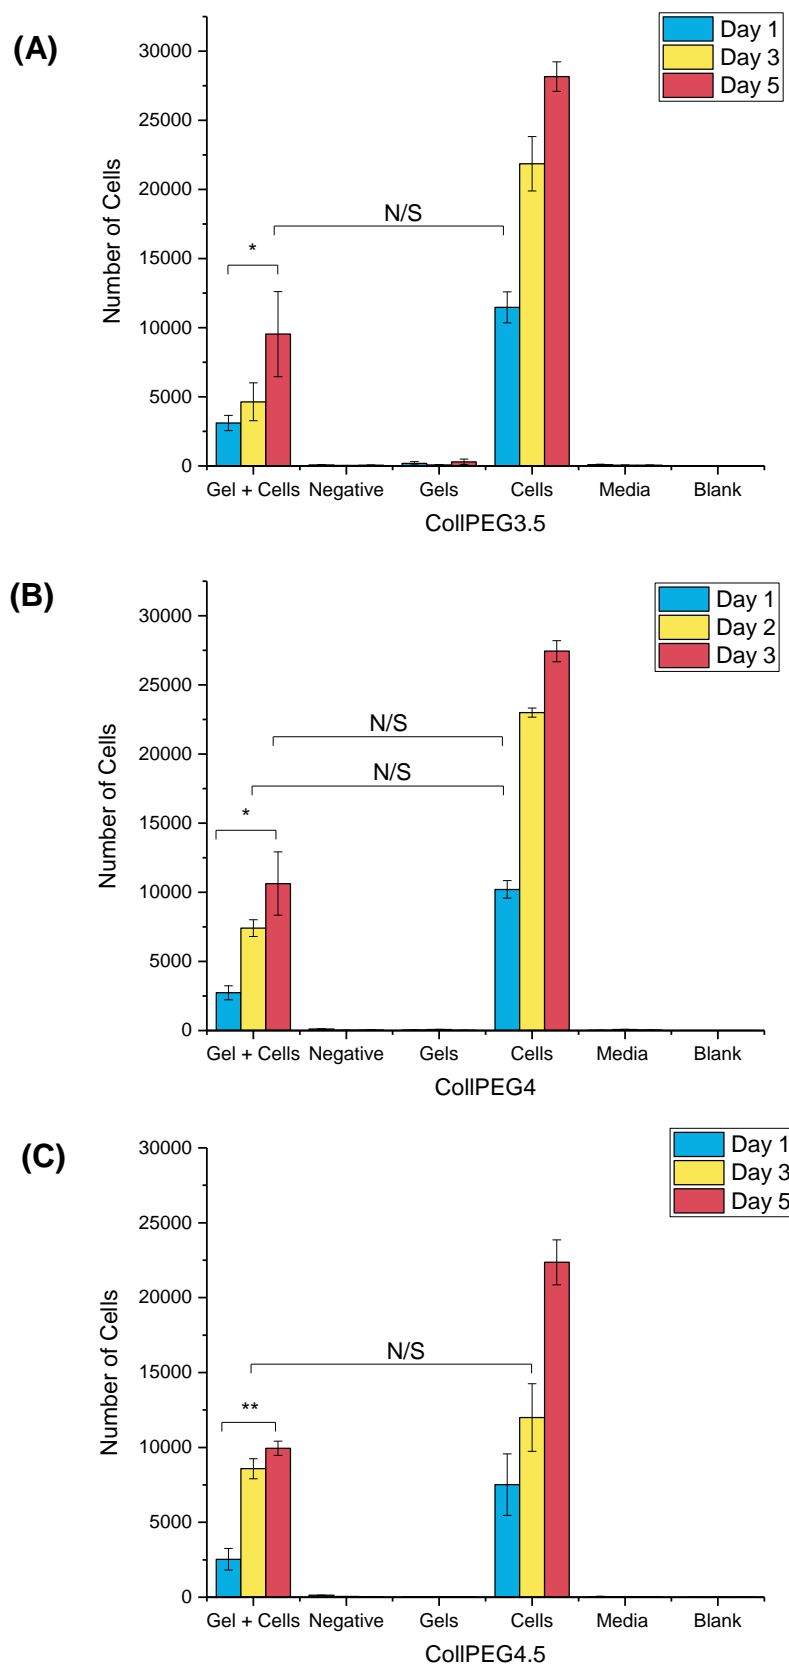 (A)
Day 1
Day 3
Day 5
30000
25000
20000
15000
10000
5000
0
Number of Cells
N/S
*
Gel + Cells Negative Gels Cells Media Blank
CollPEG3.5
(B)
Day 1
Day 2
Day 3
30000
25000
20000
15000
10000
5000
0
Number of Cells
N/S
N/S
*
Gel + Cells Negative Gels Cells Media Blank
CollPEG4
(C)
Day 1
Day 3
Day 5
30000
25000
20000
15000
10000
5000
0
Number of Cells
N/S
**
Gel + Cells Negative Gels Cells Media Blank
CollPEG4.5